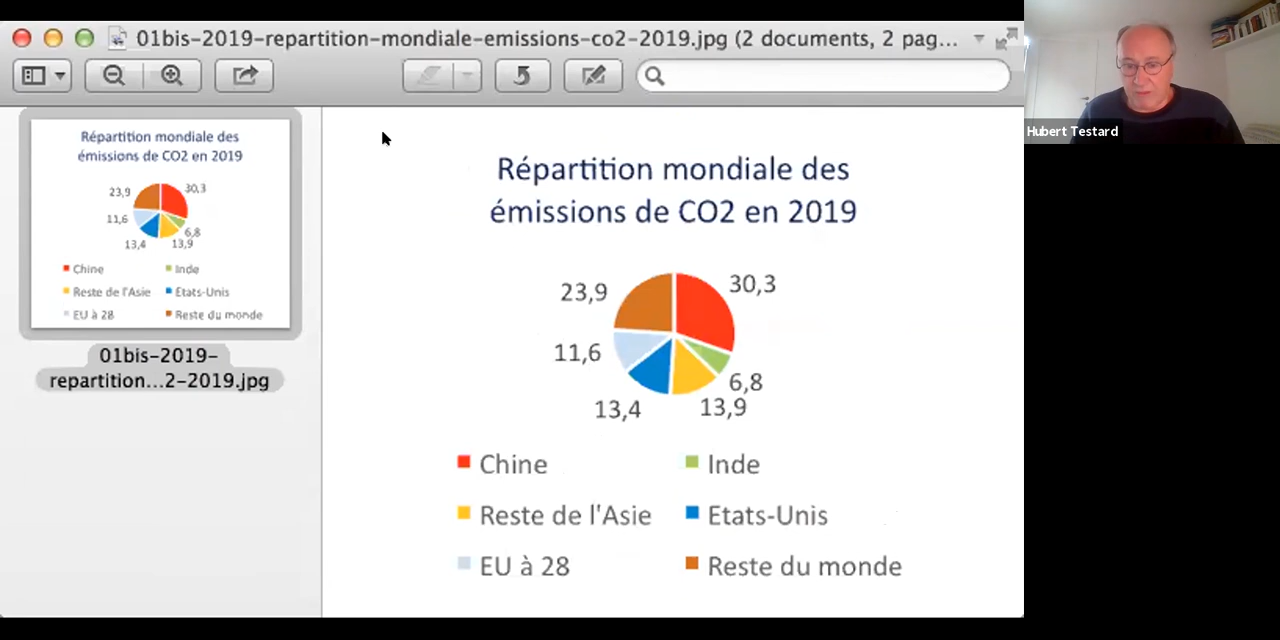 01bis-2019-repartition-mondiale-emissions-co2-2019.jpg (2 documents, 2 pag...
Hubert Testard
Répartition mondiale des
émissions de CO2 en 2019
23,9
30,3
11,6
6,8
13,4
13,9
Chine
Inde
Reste de l'Asie
Etats-Unis
EU à 28
Reste du monde
01bis-2019-
repartition...2-2019.jpg
Répartition mondiale des
émissions de CO2 en 2019
23,9
30,3
11,6
6,8
13,4
13,9
Chine
Inde
Reste de l'Asie
Etats-Unis
EU à 28
Reste du monde